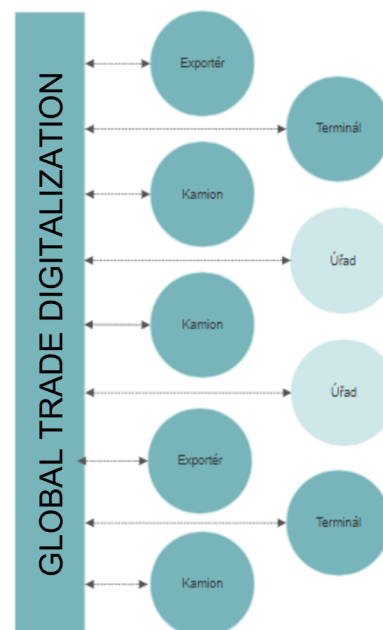 GLOBAL TRADE DIGITALIZATION
Exportér
Terminál
Kamion
Úřad
Kamion
Úřad
Exportér
Terminál
Kamion